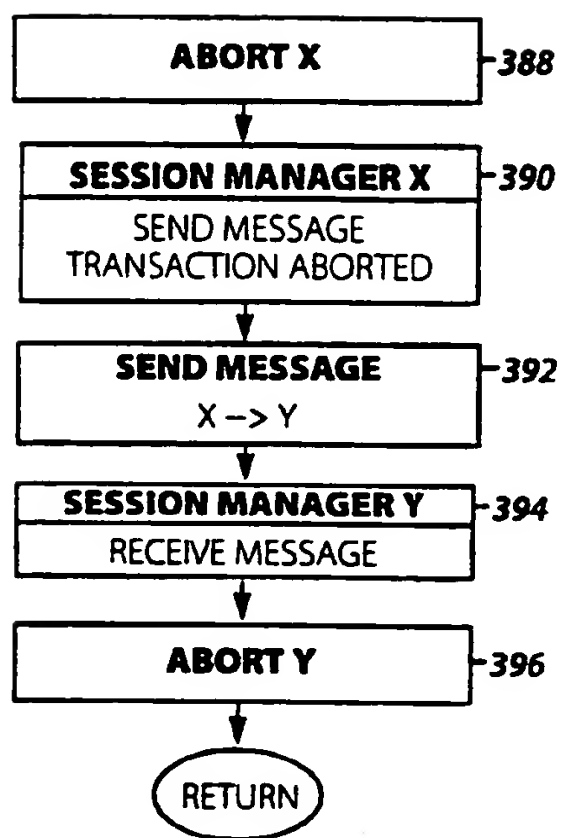 ABORT X
388
SESSION MANAGER X
390
SEND MESSAGE
TRANSACTION ABORTED
SEND MESSAGE
392
X -> Y
SESSION MANAGER Y
394
RECEIVE MESSAGE
ABORT Y
396
RETURN